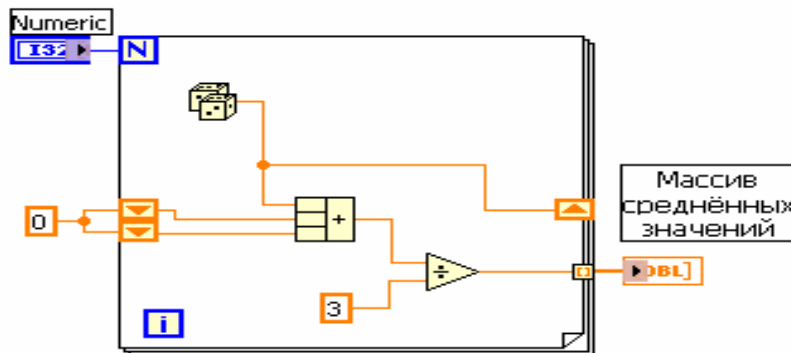 Numeric
I32
N
0
+
÷
3
i
Массив
среднённых
значений
DBL]